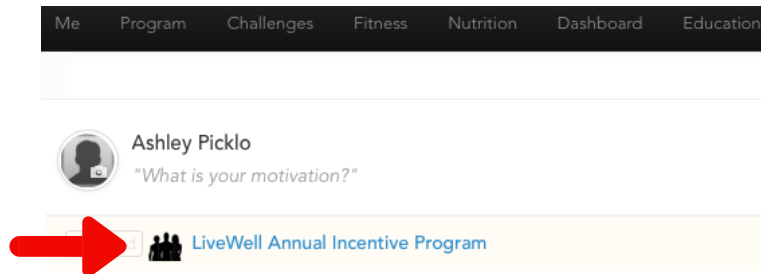 Me Program Challenges Fitness Nutrition Dashboard Education
Ashley Picklo
"What is your motivation?"
LiveWell Annual Incentive Program